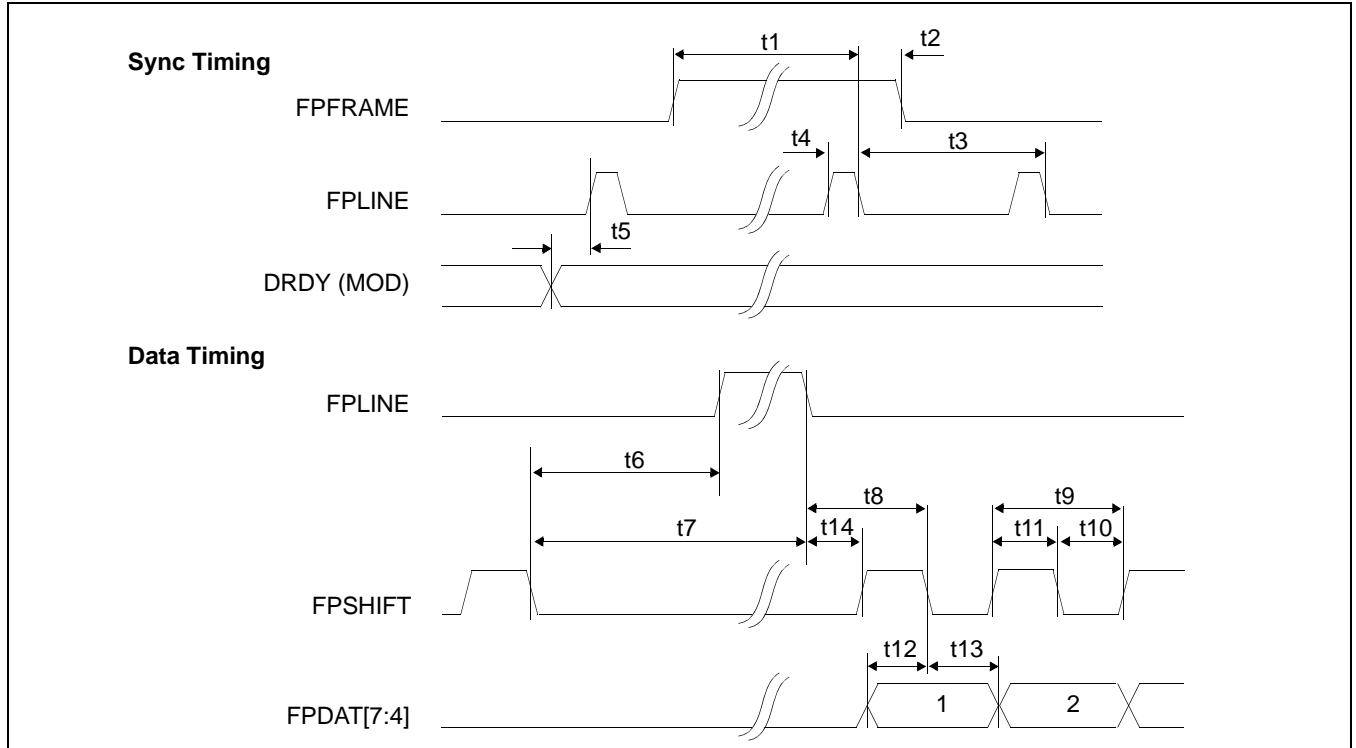 Sync Timing
t1
t2
FPFRAME
t4
t3
FPLINE
t5
DRDY (MOD)
Data Timing
FPLINE
t6
t8
t9
t7
t14
t11
t10
FPSHIFT
t12
t13
FPDAT[7:4]
1
2